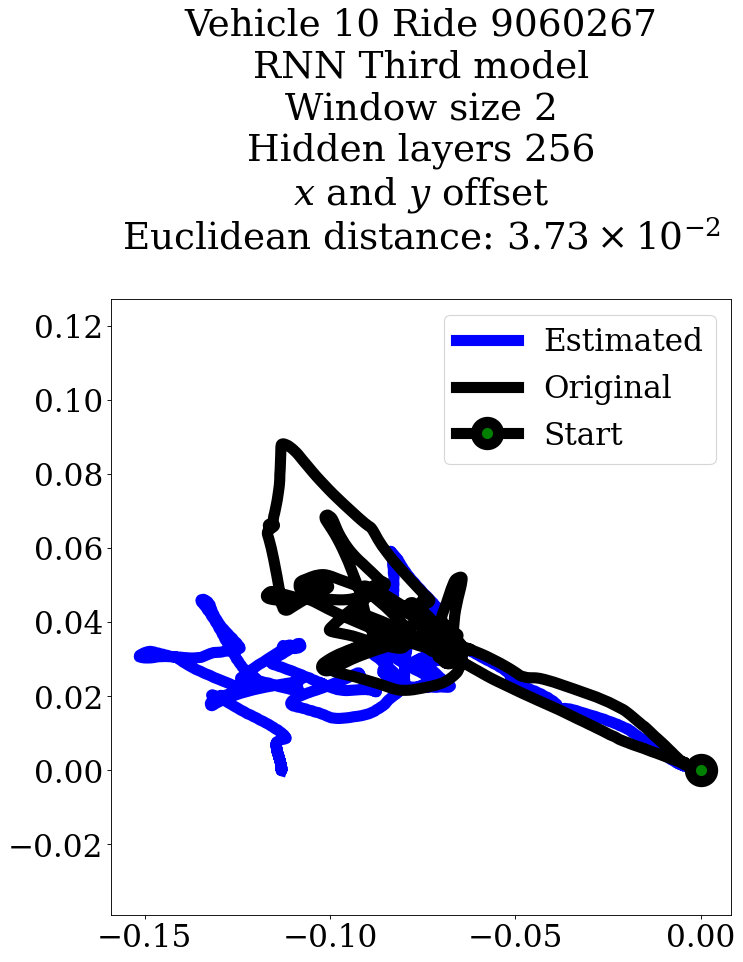 Vehicle 10 Ride 9060267
RNN Third model
Window size 2
Hidden layers 256
x and y offset
Euclidean distance: 3.73 × 10⁻²
Estimated
Original
Start
0.12
0.10
0.08
0.06
0.04
0.02
0.00
−0.02
−0.15 −0.10 −0.05 0.00